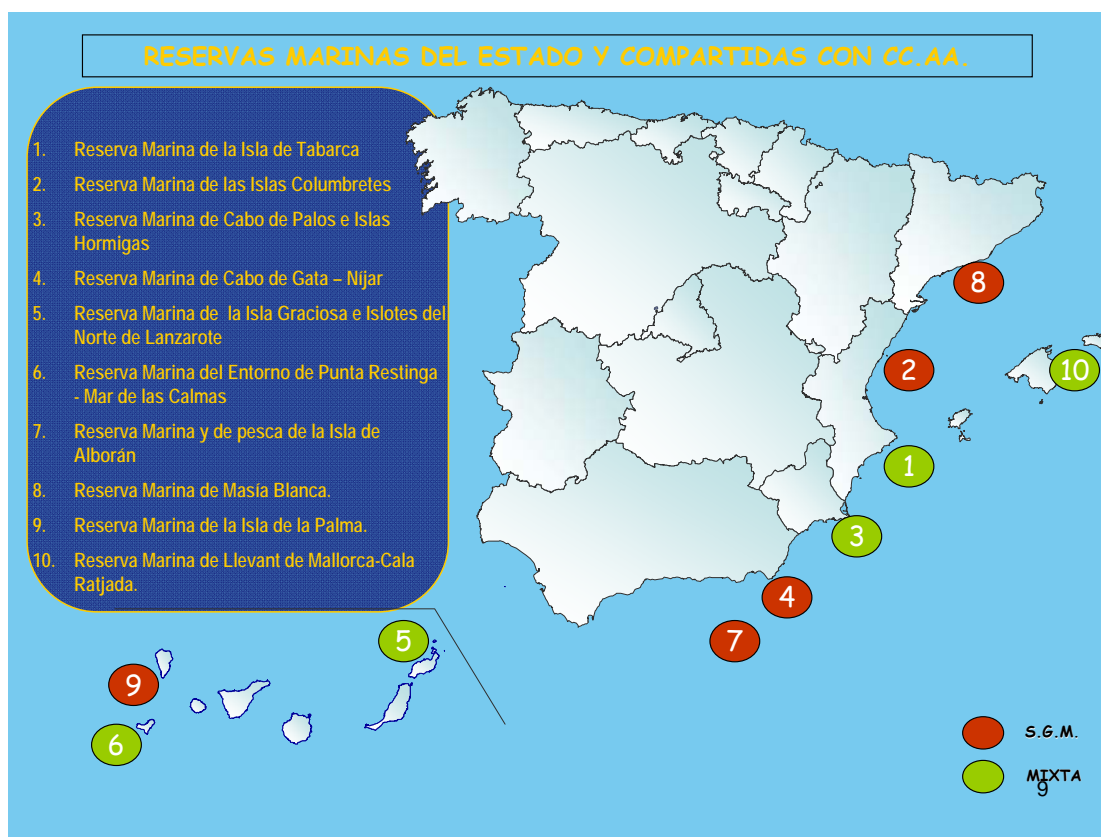 RESERVAS MARINAS DEL ESTADO Y COMPARTIDAS CON CC.AA.
1. Reserva Marina de la Isla de Tabarca
2. Reserva Marina de las Islas Columbretes
3. Reserva Marina de Cabo de Palos e Islas
Hormigas
4. Reserva Marina de Cabo de Gata – Níjar
5. Reserva Marina de la Isla Graciosa e Islotes del
Norte de Lanzarote
6. Reserva Marina del Entorno de Punta Restinga
- Mar de las Calmas
7. Reserva Marina y de pesca de la Isla de
Alborán
8. Reserva Marina de Masía Blanca.
9. Reserva Marina de la Isla de la Palma.
10. Reserva Marina de Llevant de Mallorca-Cala
Ratjada.
8
2
10
1
3
4
7
5
9
6
S.G.M.
MIXTA
9